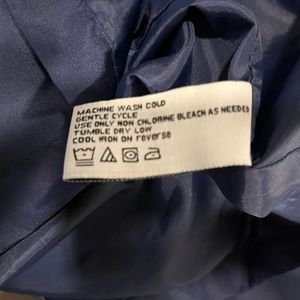 MACHINE WASH COLD
GENTLE CYCLE
USE ONLY NON CHLORINE BLEACH AS NEEDED
TUMBLE DRY LOW
COOL IRON ON reverse